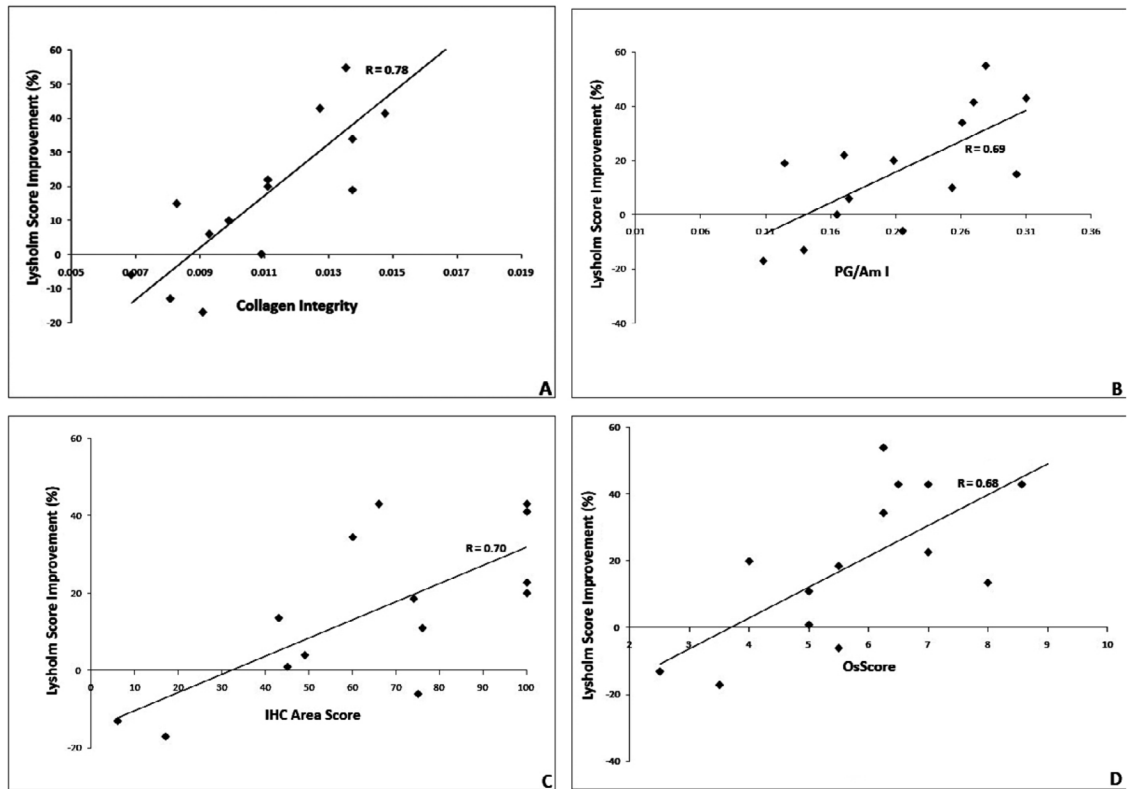 60
50
40
30
20
10
0
-10
-20
0.005 0.007 0.009 0.011 0.013 0.015 0.017 0.019
R = 0.78
Lysholm Score Improvement (%)
Collagen Integrity
A
60
40
20
0
-20
-40
0.01 0.06 0.16 0.26 0.31 0.36
R = 0.69
Lysholm Score Improvement (%)
PG/Am I
B
60
40
20
0
-20
0 10 20 30 40 50 60 70 80 90 100
R = 0.70
Lysholm Score Improvement (%)
IHC Area Score
C
60
40
20
0
-20
-40
2 3 4 5 6 7 8 9 10
R = 0.68
Lysholm Score Improvement (%)
OsScore
D